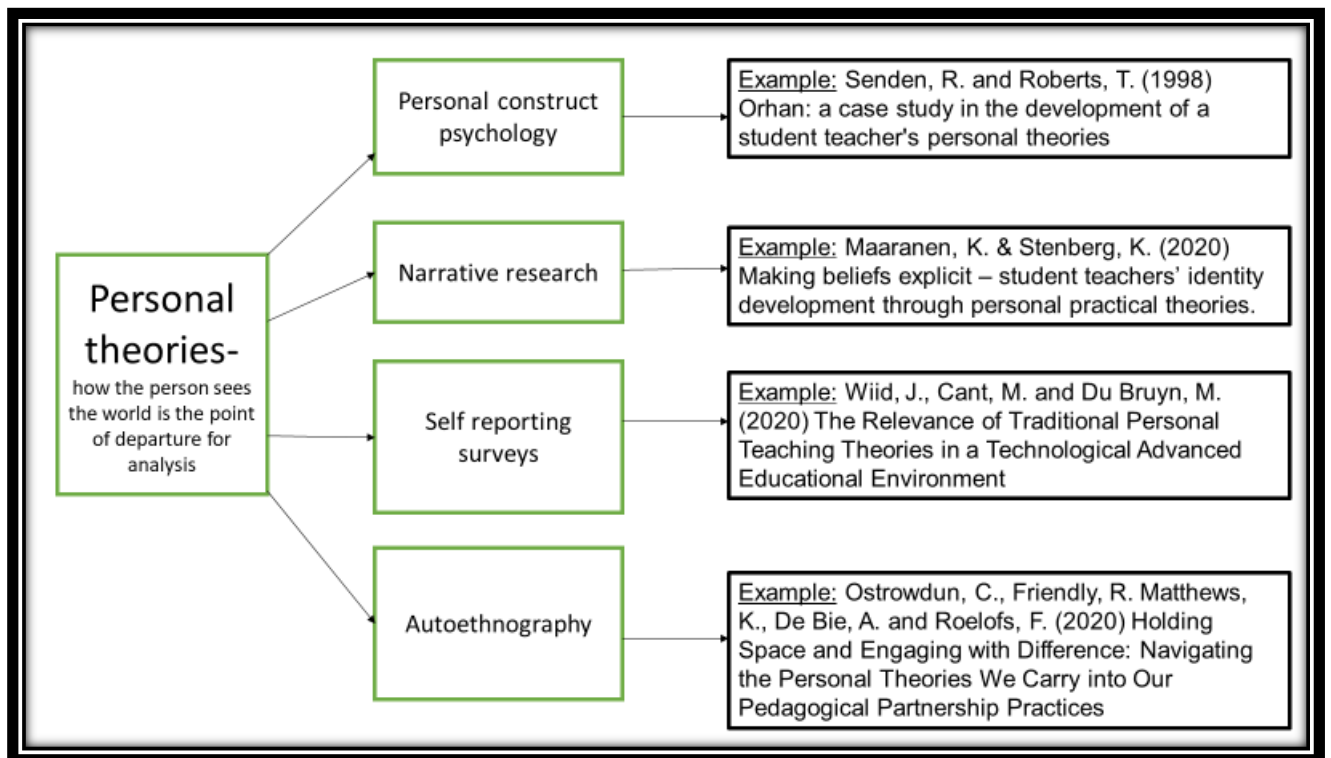 Personal
theories-
how the person sees
the world is the point
of departure for
analysis
Personal construct
psychology
Example: Senden, R. and Roberts, T. (1998)
Orhan: a case study in the development of a
student teacher's personal theories
Narrative research
Example: Maaranen, K. & Stenberg, K. (2020)
Making beliefs explicit – student teachers’ identity
development through personal practical theories.
Self reporting
surveys
Example: Wiid, J., Cant, M. and Du Bruyn, M.
(2020) The Relevance of Traditional Personal
Teaching Theories in a Technological Advanced
Educational Environment
Autoethnography
Example: Ostrowdun, C., Friendly, R. Matthews,
K., De Bie, A. and Roelofs, F. (2020) Holding
Space and Engaging with Difference: Navigating
the Personal Theories We Carry into Our
Pedagogical Partnership Practices